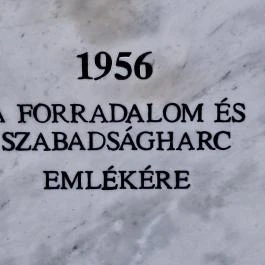 1956
A FORRADALOM ÉS
SZABADSÁGHARC
EMLÉKÉRE